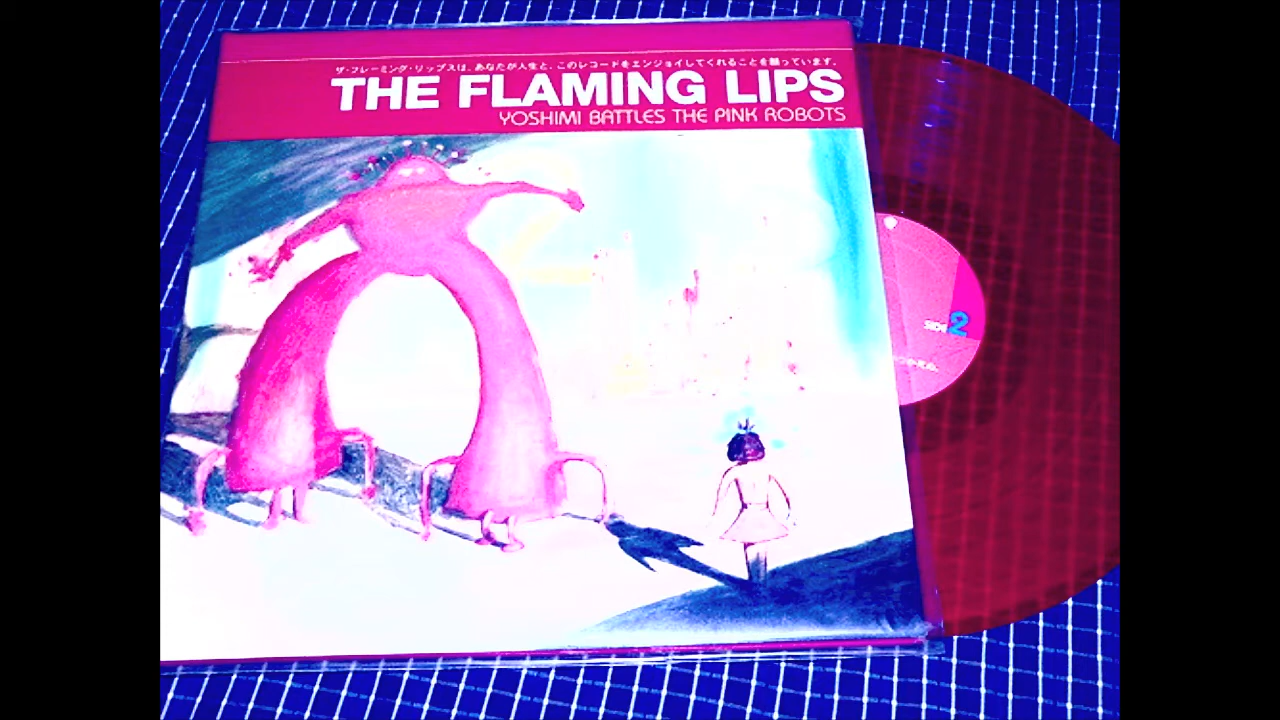 ザ・フレーミング・リップスは、あなたが人生と、このレコードをエンジョイしてくれることを願っています。
THE FLAMING LIPS
YOSHIMI BATTLES THE PINK ROBOTS
2
SIDE 2